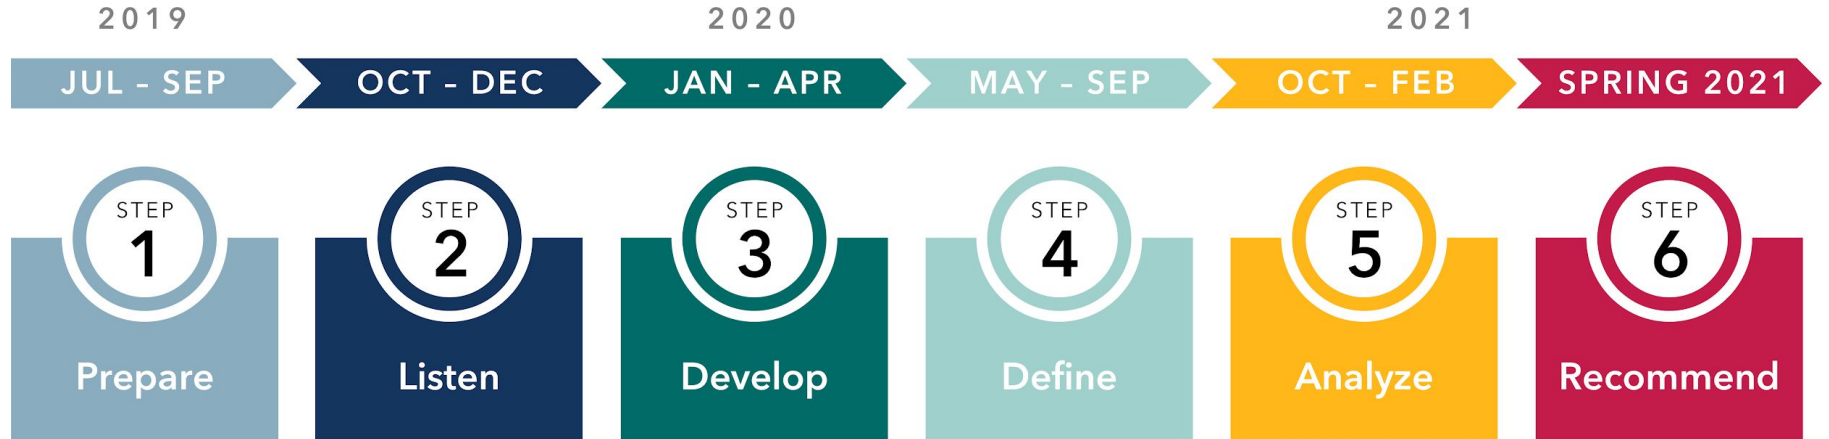 2019 2020 2021
JUL – SEP OCT – DEC JAN – APR MAY – SEP OCT – FEB SPRING 2021
STEP STEP STEP STEP STEP STEP
1 2 3 4 5 6
Prepare Listen Develop Define Analyze Recommend